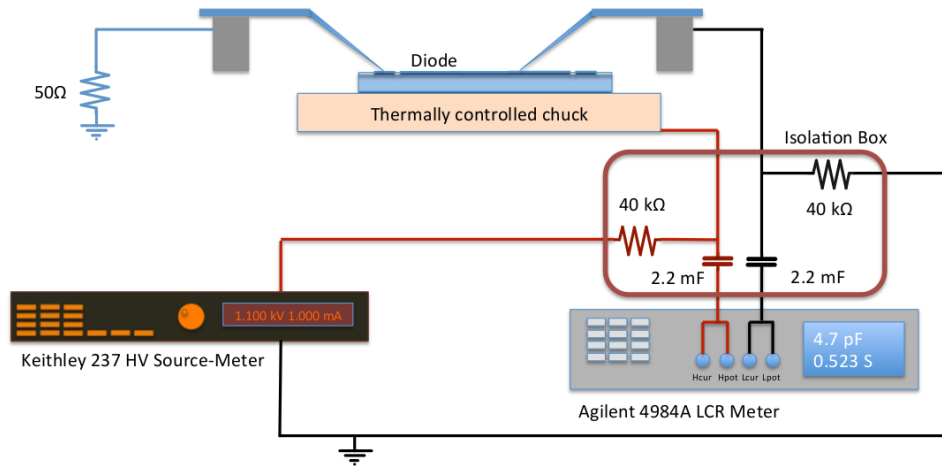 Diode
50Ω
Thermally controlled chuck
Isolation Box
40 kΩ
40 kΩ
2.2 mF
2.2 mF
1.100 kV 1.000 mA
4.7 pF
0.523 S
Keithley 237 HV Source-Meter
Hcur Hpot Lcur Lpot
Agilent 4984A LCR Meter